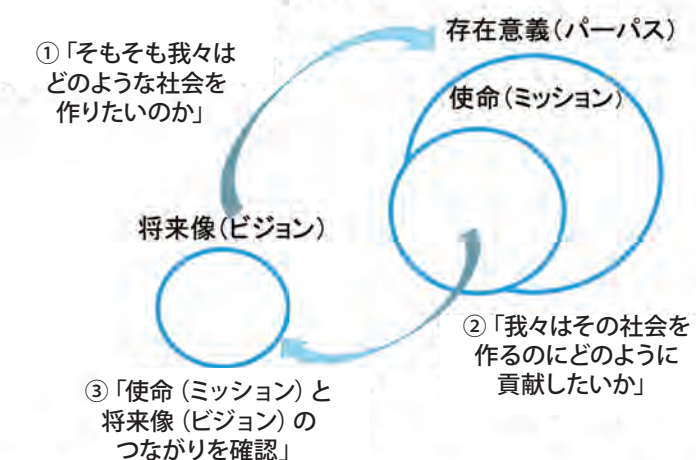 ①「そもそも我々は
どのような社会を
作りたいのか」
存在意義(パーパス)
使命(ミッション)
将来像(ビジョン)
②「我々はその社会を
作るのにどのように
貢献したいか」
③「使命(ミッション)と
将来像(ビジョン)の
つながりを確認」